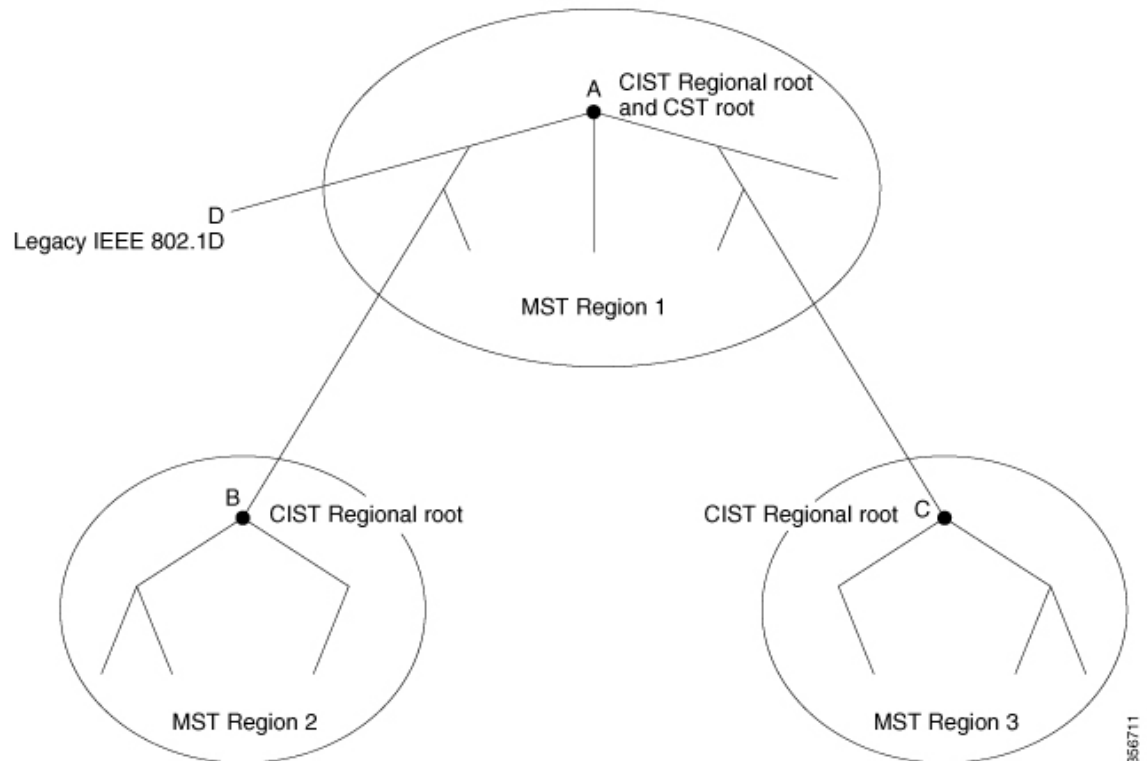 A
CIST Regional root
and CST root
D
Legacy IEEE 802.1D
MST Region 1
B
CIST Regional root
CIST Regional root
C
MST Region 2
MST Region 3
356711